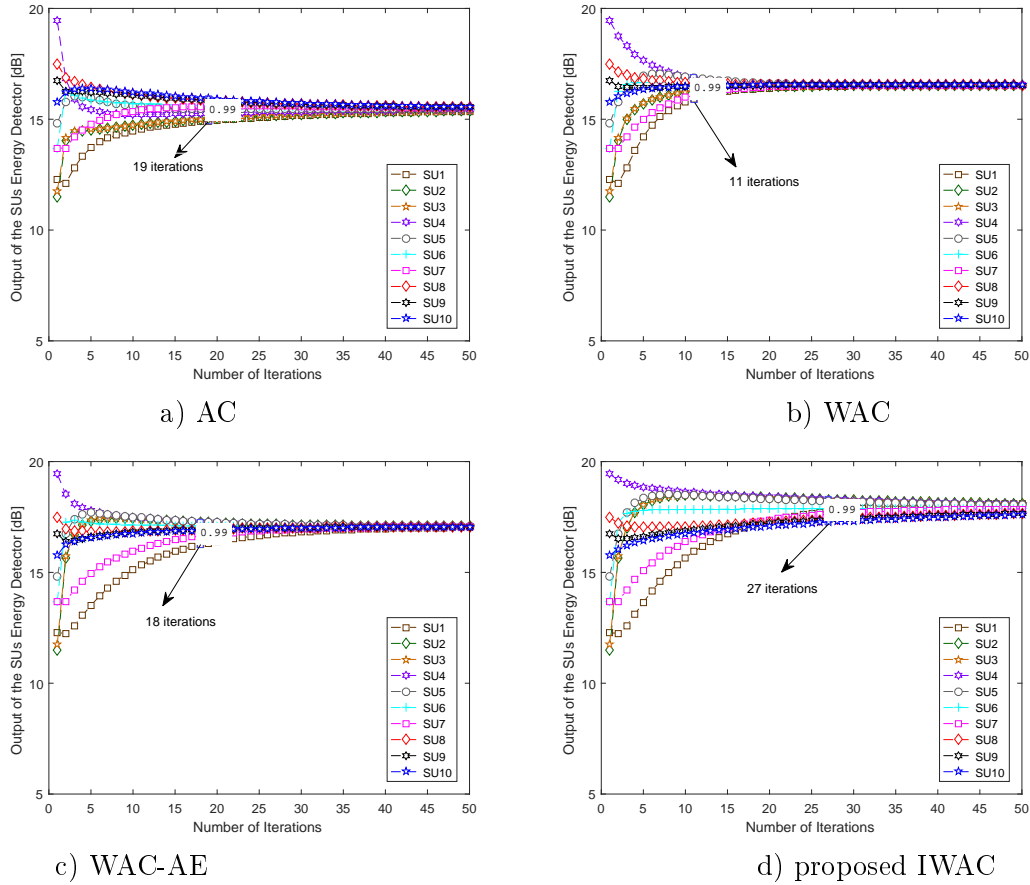 20
15
10
5
Output of the SUs Energy Detector [dB]
0.99
19 iterations
SU1
SU2
SU3
SU4
SU5
SU6
SU7
SU8
SU9
SU10
0 5 10 15 20 25 30 35 40 45 50
Number of Iterations
a) AC
20
15
10
5
Output of the SUs Energy Detector [dB]
0.99
11 iterations
SU1
SU2
SU3
SU4
SU5
SU6
SU7
SU8
SU9
SU10
0 5 10 15 20 25 30 35 40 45 50
Number of Iterations
b) WAC
20
15
10
5
Output of the SUs Energy Detector [dB]
0.99
18 iterations
SU1
SU2
SU3
SU4
SU5
SU6
SU7
SU8
SU9
SU10
0 5 10 15 20 25 30 35 40 45 50
Number of Iterations
c) WAC-AE
20
15
10
5
Output of the SUs Energy Detector [dB]
0.99
27 iterations
SU1
SU2
SU3
SU4
SU5
SU6
SU7
SU8
SU9
SU10
0 5 10 15 20 25 30 35 40 45 50
Number of Iterations
d) proposed IWAC